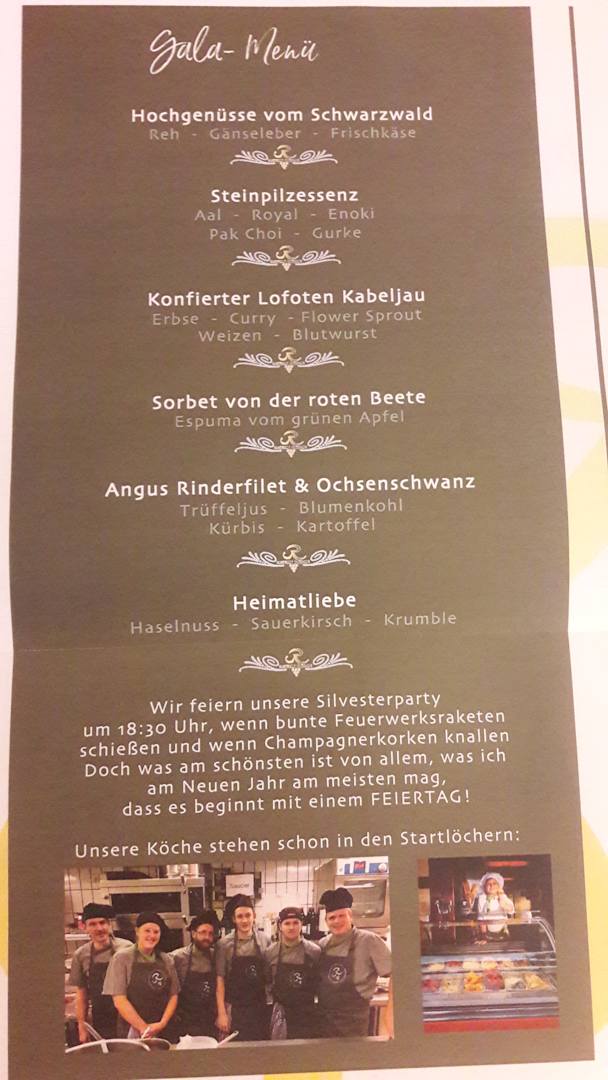 Gala- Menü
Hochgenüsse vom Schwarzwald
Reh - Gänseleber - Frischkäse
Steinpilzessenz
Aal - Royal - Enoki
Pak Choi - Gurke
Konfierter Lofoten Kabeljau
Erbse - Curry - Flower Sprout
Weizen - Blutwurst
Sorbet von der roten Beete
Espuma vom grünen Apfel
Angus Rinderfilet & Ochsenschwanz
Trüffeljus - Blumenkohl
Kürbis - Kartoffel
Heimatliebe
Haselnuss - Sauerkirsch - Krumble
Wir feiern unsere Silvesterparty
um 18:30 Uhr, wenn bunte Feuerwerksraketen
schießen und wenn Champagnerkorken knallen
Doch was am schönsten ist von allem, was ich
am Neuen Jahr am meisten mag,
dass es beginnt mit einem FEIERTAG!
Unsere Köche stehen schon in den Startlöchern: